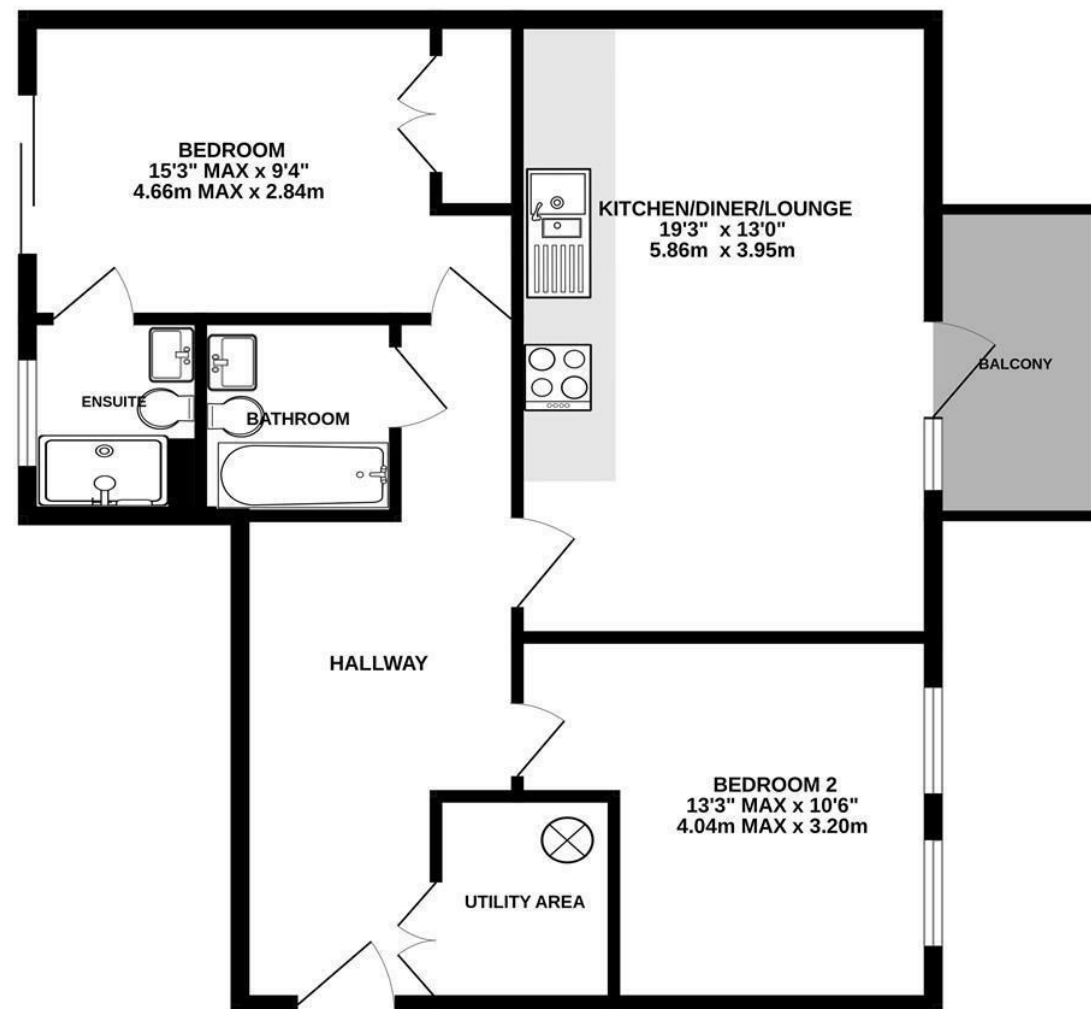 BEDROOM
15'3" MAX x 9'4"
4.66m MAX x 2.84m
KITCHEN/DINER/LOUNGE
19'3" x 13'0"
5.86m x 3.95m
BALCONY
ENSUITE
BATHROOM
HALLWAY
BEDROOM 2
13'3" MAX x 10'6"
4.04m MAX x 3.20m
UTILITY AREA